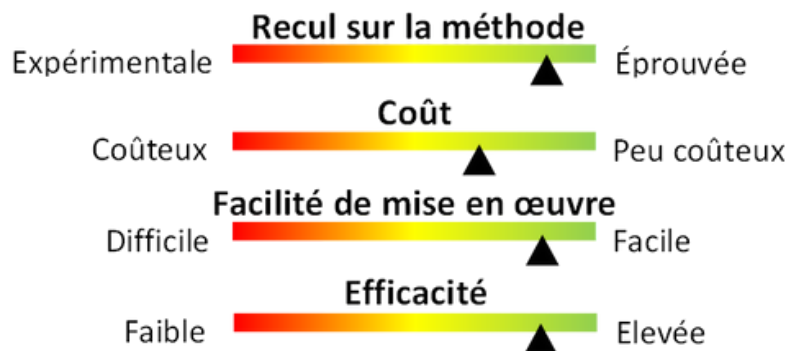 Recul sur la méthode
Expérimentale Éprouvée
Coût
Coûteux Peu coûteux
Facilité de mise en œuvre
Difficile Facile
Efficacité
Faible Elevée